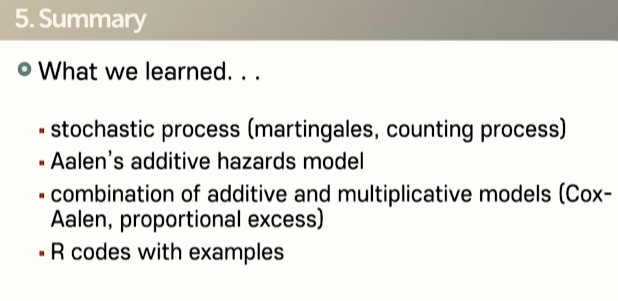 5. Summary
What we learned. . .
stochastic process (martingales, counting process)
Aalen's additive hazards model
combination of additive and multiplicative models (Cox-
Aalen, proportional excess)
R codes with examples